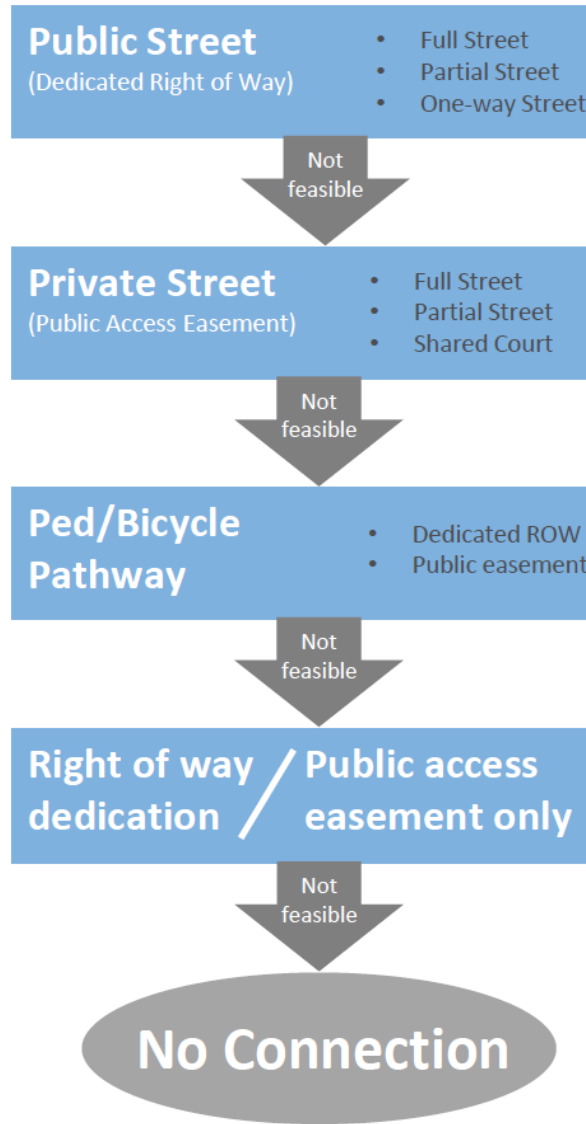 Public Street
(Dedicated Right of Way)
• Full Street
• Partial Street
• One-way Street
Not
feasible
Private Street
(Public Access Easement)
• Full Street
• Partial Street
• Shared Court
Not
feasible
Ped/Bicycle
Pathway
• Dedicated ROW
• Public easement
Not
feasible
Right of way
dedication
/
Public access
easement only
Not
feasible
No Connection